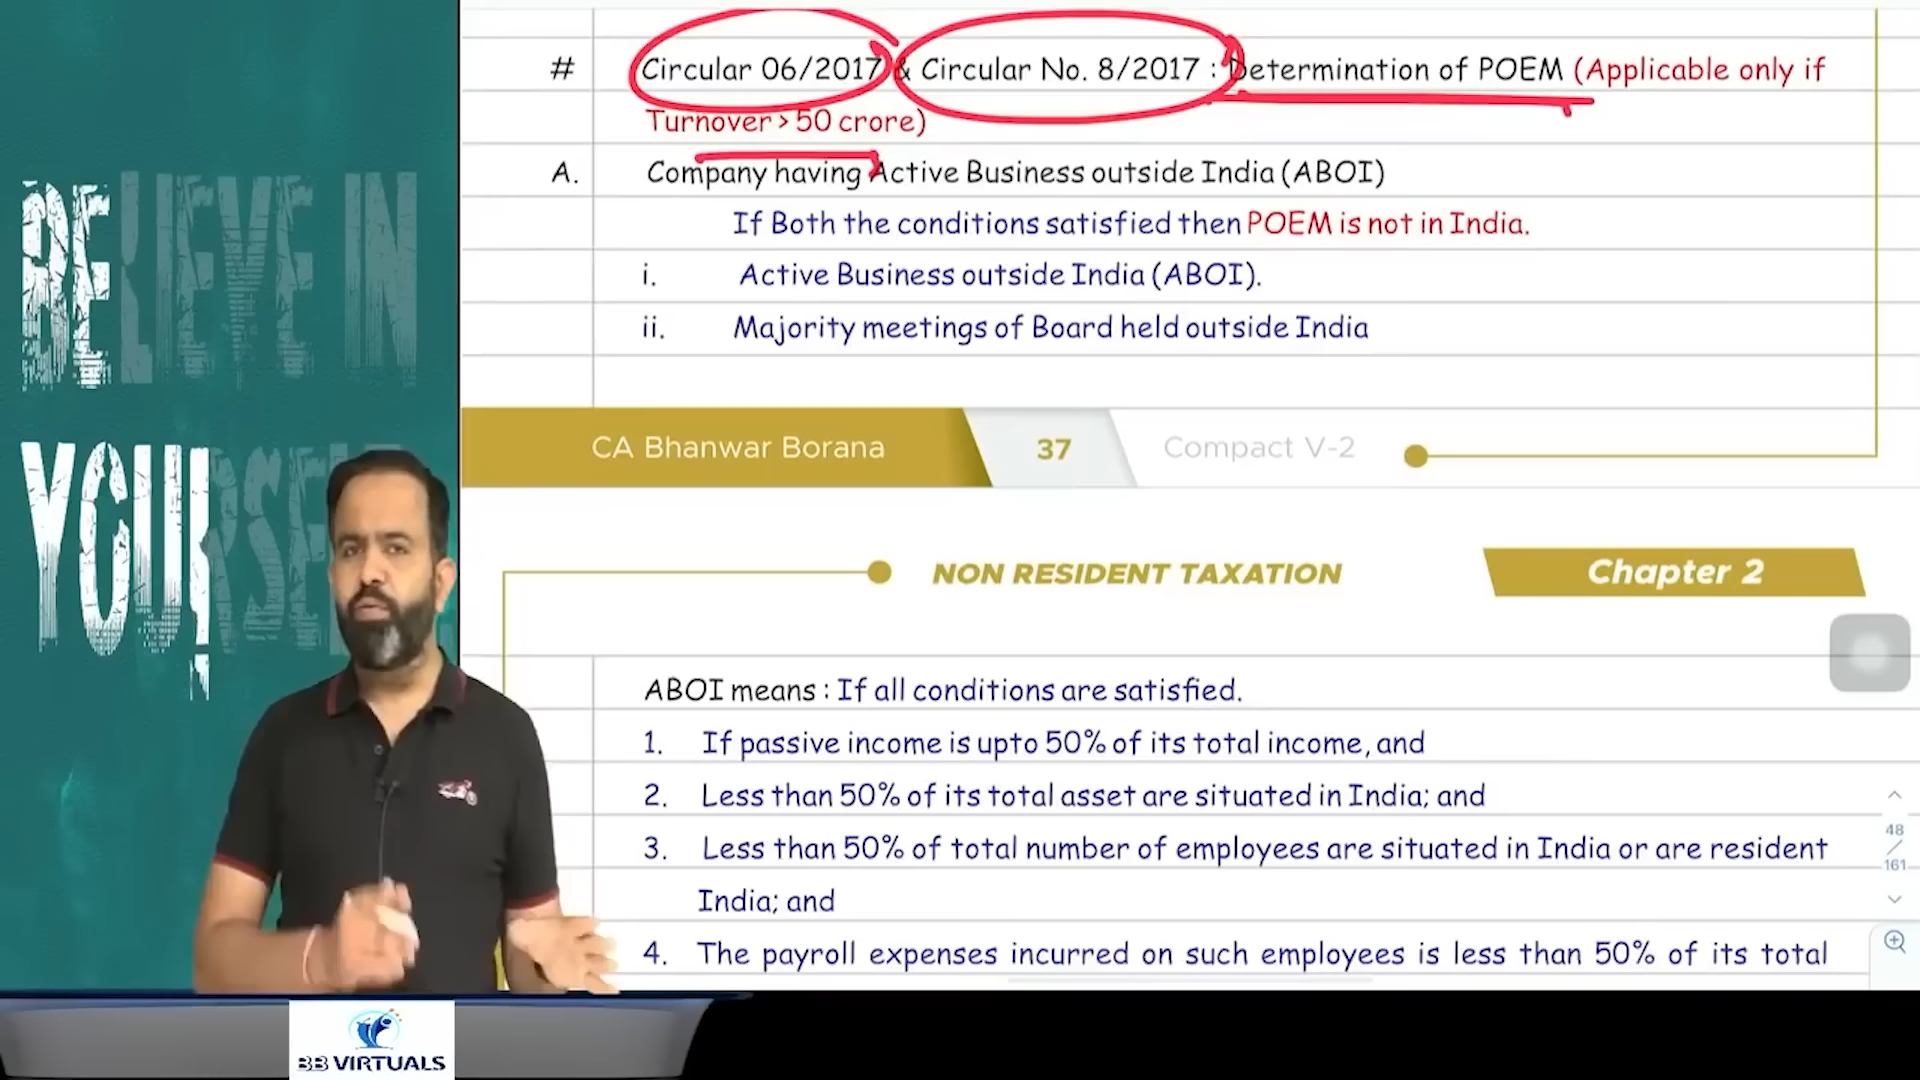 BELIEVE IN
YOURSELF
YOU!
# Circular 06/2017 & Circular No. 8/2017 : Determination of POEM (Applicable only if
Turnover > 50 crore)
A. Company having Active Business outside India (ABOI)
If Both the conditions satisfied then POEM is not in India.
i. Active Business outside India (ABOI).
ii. Majority meetings of Board held outside India
CA Bhanwar Borana 37 Compact V-2
NON RESIDENT TAXATION Chapter 2
ABOI means : If all conditions are satisfied.
1. If passive income is upto 50% of its total income, and
2. Less than 50% of its total asset are situated in India; and
3. Less than 50% of total number of employees are situated in India or are resident
India; and
4. The payroll expenses incurred on such employees is less than 50% of its total
48
/
161
BB VIRTUALS